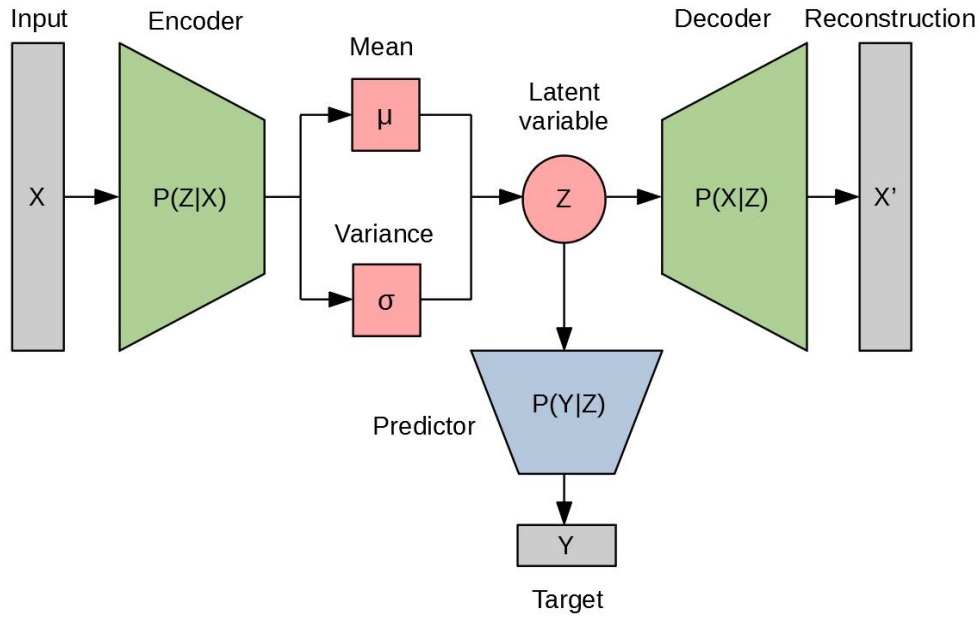 Input
Encoder
Mean
Decoder
Reconstruction
Latent
variable
μ
X
P(Z|X)
Z
P(X|Z)
X’
Variance
σ
P(Y|Z)
Predictor
Y
Target